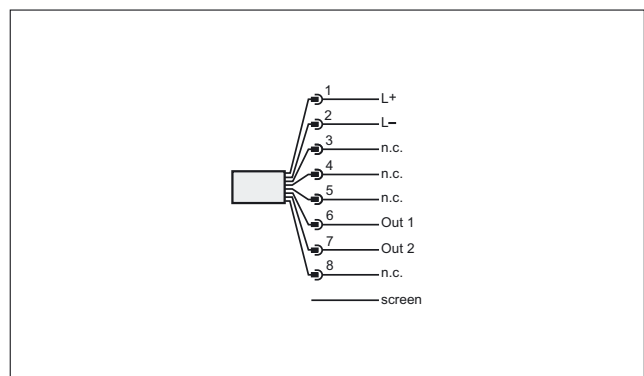 1 L+
2 L−
3 n.c.
4 n.c.
5 n.c.
6 Out 1
7 Out 2
8 n.c.
screen